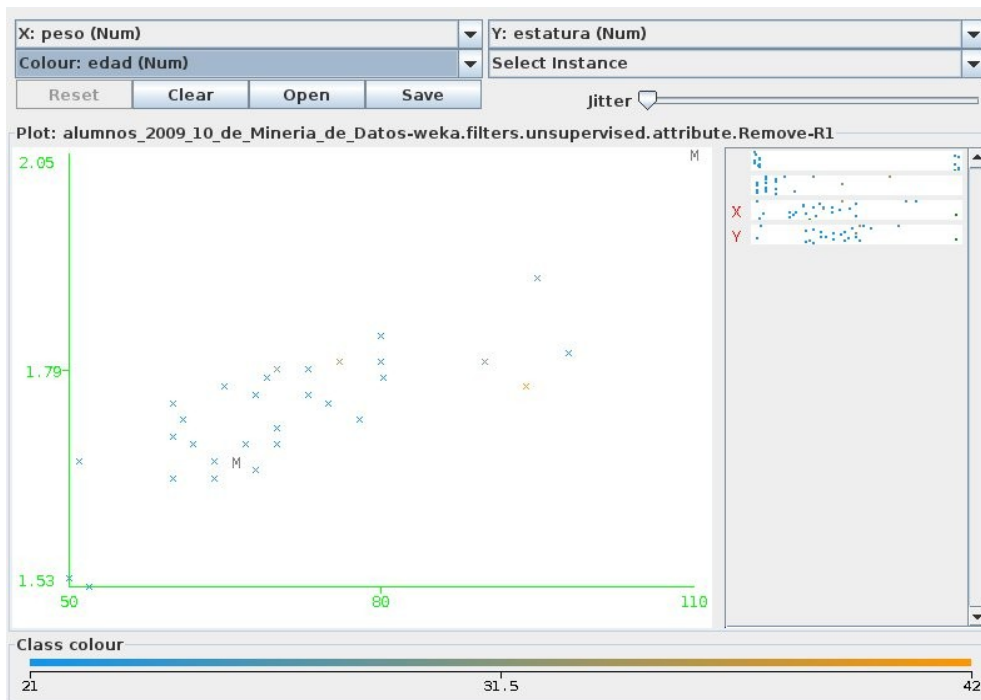 X: peso (Num)
Y: estatura (Num)
Colour: edad (Num)
Select Instance
Reset
Clear
Open
Save
Jitter
Plot: alumnos_2009_10_de_Mineria_de_Datos-weka.filters.unsupervised.attribute.Remove-R1
2.05
M
X
Y
1.79
M
1.53
50
80
110
Class colour
21
31.5
42